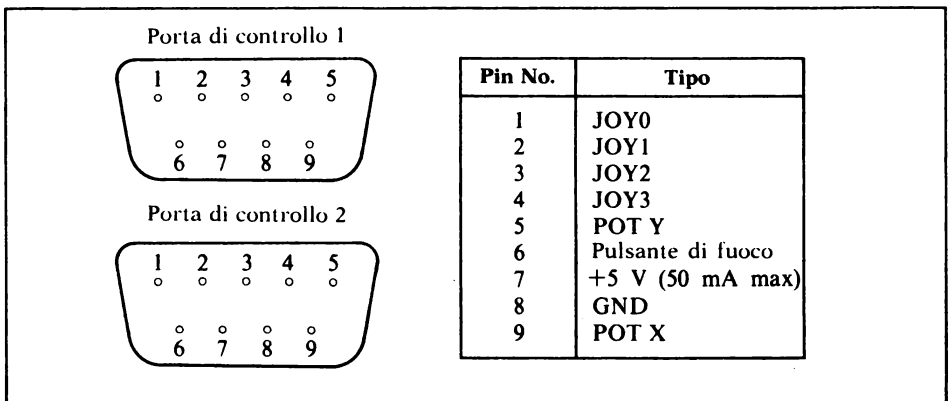 Porta di controllo 1
1 2 3 4 5
6 7 8 9
Porta di controllo 2
1 2 3 4 5
6 7 8 9
Pin No. Tipo
1 JOY0
2 JOY1
3 JOY2
4 JOY3
5 POT Y
6 Pulsante di fuoco
7 +5 V (50 mA max)
8 GND
9 POT X